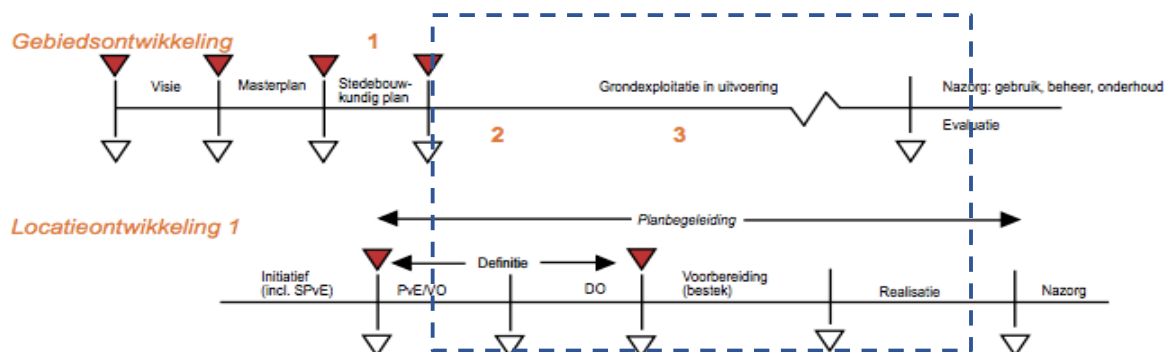 Gebiedsontwikkeling
1
Visie
Masterplan
Stedebouw-
kundig plan
Grondexploitatie in uitvoering
Nazorg: gebruik, beheer, onderhoud
Evaluatie
2
3
Locatieontwikkeling 1
Planbegeleiding
Initiatief
(incl. SPvE)
Definitie
PvE/VO
DO
Voorbereiding
(bestek)
Realisatie
Nazorg